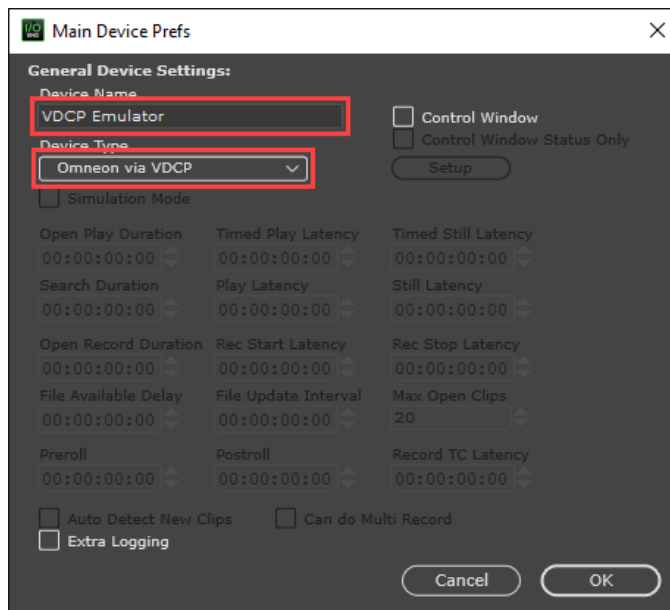 I/O
ENG
Main Device Prefs
General Device Settings:
Device Name
VDCP Emulator
Control Window
Control Window Status Only
Device Type
Omneon via VDCP
Setup
Simulation Mode
Open Play Duration Timed Play Latency Timed Still Latency
00:00:00:00 00:00:00:00 00:00:00:00
Search Duration Play Latency Still Latency
00:00:00:00 00:00:00:00 00:00:00:00
Open Record Duration Rec Start Latency Rec Stop Latency
00:00:00:00 00:00:00:00 00:00:00:00
File Available Delay File Update Interval Max Open Clips
00:00:00:00 00:00:00:00 20
Preroll Postroll Record TC Latency
00:00:00:00 00:00:00:00 00:00:00:00
Auto Detect New Clips Can do Multi Record
Extra Logging
Cancel OK